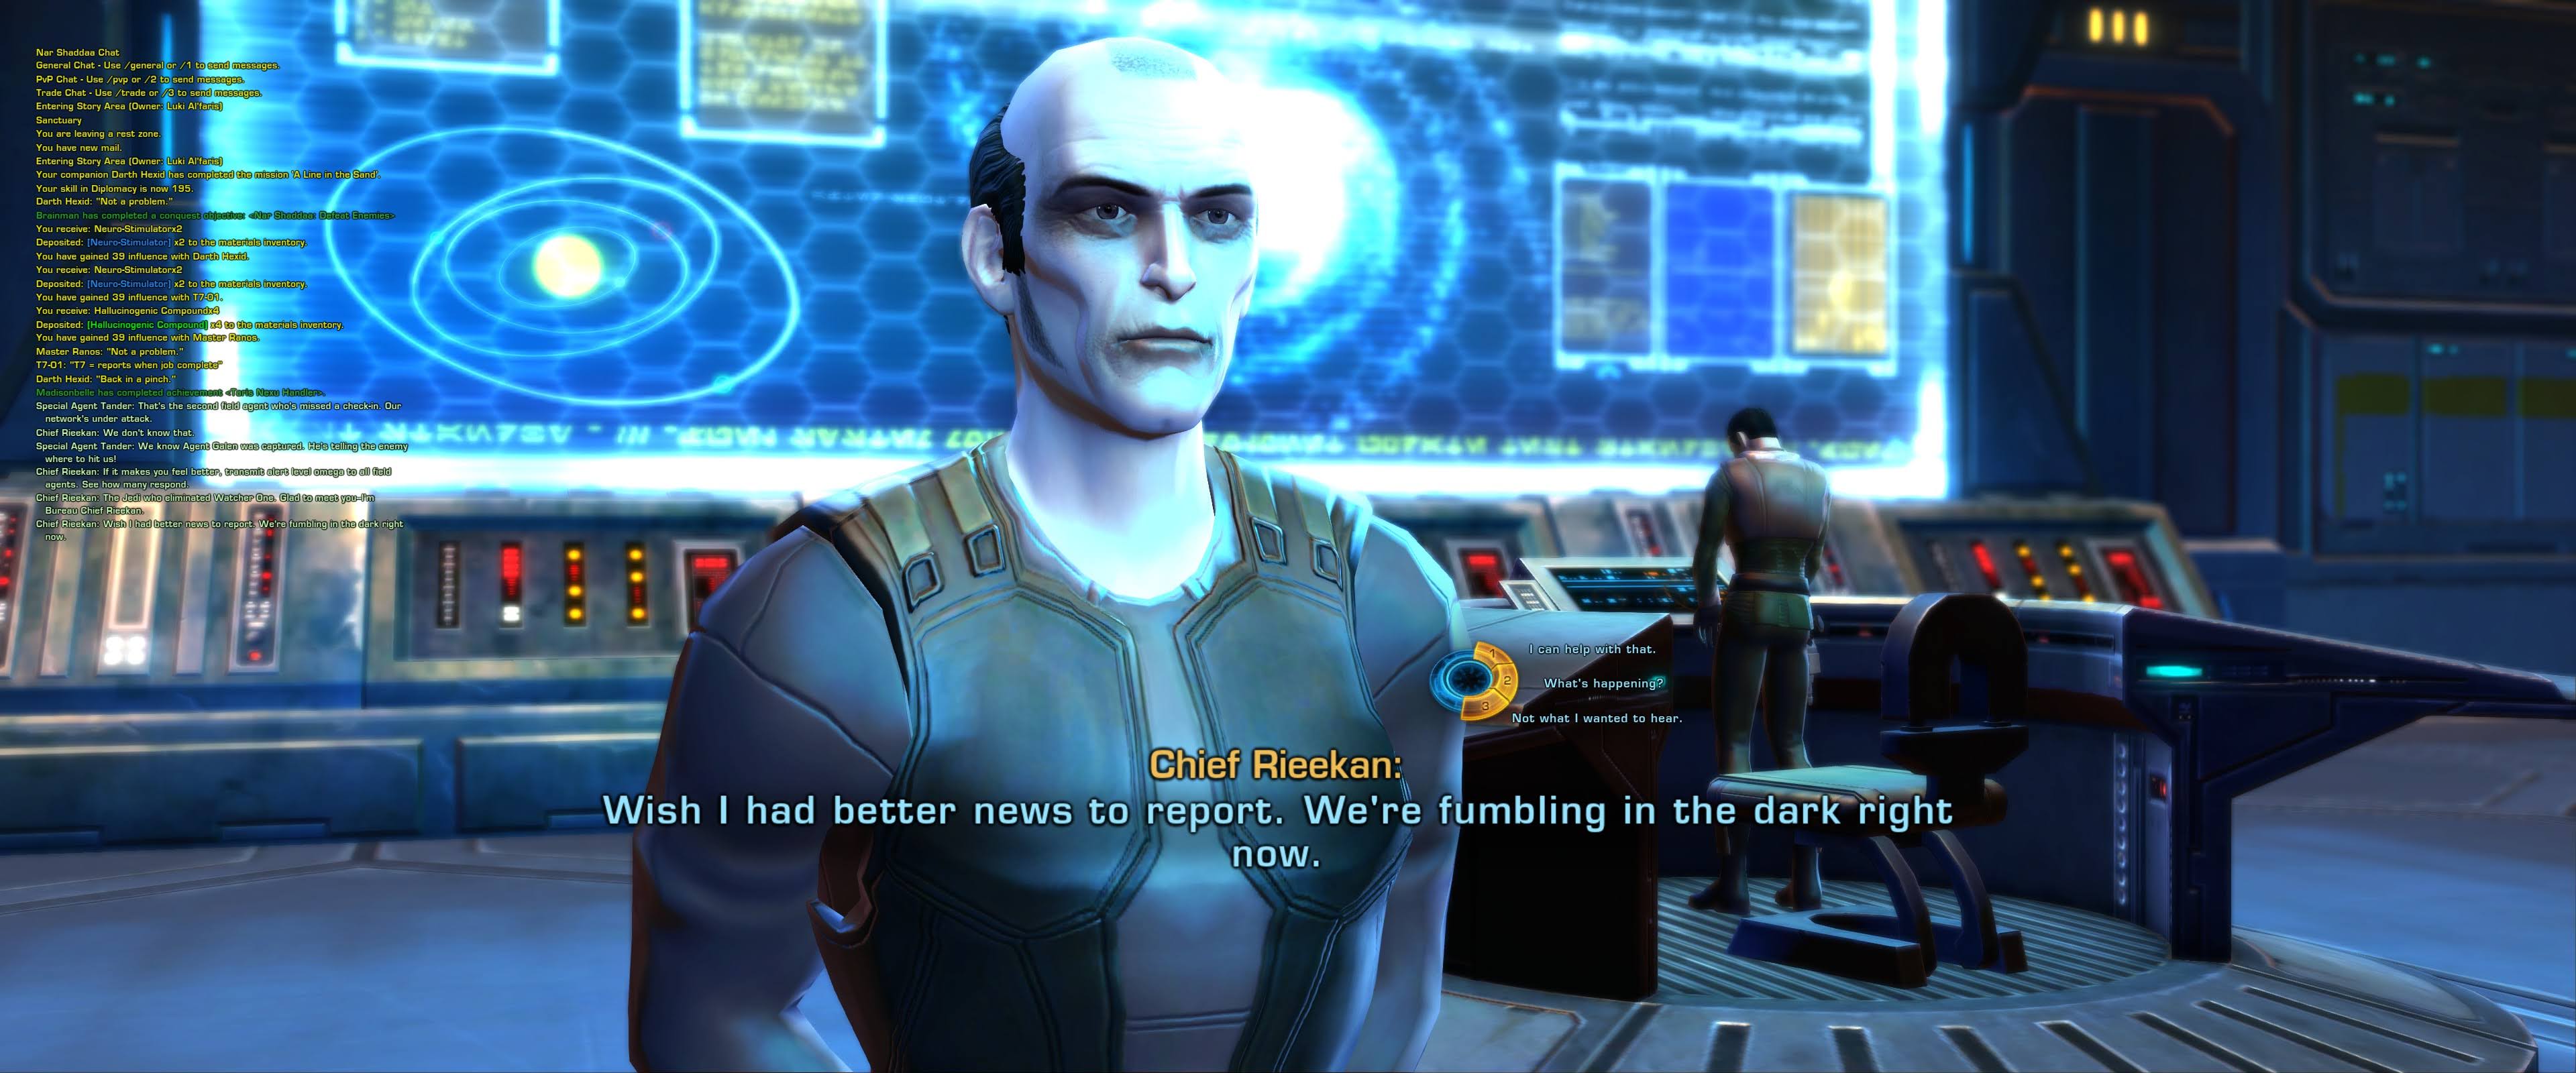 Nar Shaddaa Chat
General Chat - Use /general or /1 to send messages.
PvP Chat - Use /pvp or /2 to send messages.
Trade Chat - Use /trade or /3 to send messages.
Entering Story Area (Owner: Luki Al'faris)
Sanctuary
You are leaving a rest zone.
You have new mail.
Entering Story Area (Owner: Luki Al'faris)
Your companion Darth Hexid has completed the mission 'A Line in the Sand'.
Your skill in Diplomacy is now 195.
Darth Hexid: "Not a problem."
Brainman has completed a conquest objective: <Nar Shaddaa: Defeat Enemies>
You receive: Neuro-Stimulatorx2
Deposited: [Neuro-Stimulator] x2 to the materials inventory.
You have gained 39 influence with Darth Hexid.
You receive: Neuro-Stimulatorx2
Deposited: [Neuro-Stimulator] x2 to the materials inventory.
You have gained 39 influence with T7-01.
You receive: Hallucinogenic Compoundx4
Deposited: [Hallucinogenic Compound] x4 to the materials inventory.
You have gained 39 influence with Master Ranos.
Master Ranos: "Not a problem."
T7-01: "T7 = reports when job complete"
Darth Hexid: "Back in a pinch."
Madisonbelle has completed achievement <Taris Nexu Handler>.
Special Agent Tander: That's the second field agent who's missed a check-in. Our
network's under attack.
Chief Rieekan: We don't know that.
Special Agent Tander: We know Agent Galen was captured. He's telling the enemy
where to hit us!
Chief Rieekan: If it makes you feel better, transmit alert level omega to all field
agents. See how many respond.
Chief Rieekan: The Jedi who eliminated Watcher One. Glad to meet you--I'm
Bureau Chief Rieekan.
Chief Rieekan: Wish I had better news to report. We're fumbling in the dark right
now.
1 I can help with that.
2 What's happening?
3 Not what I wanted to hear.
Chief Rieekan:
Wish I had better news to report. We're fumbling in the dark right
now.